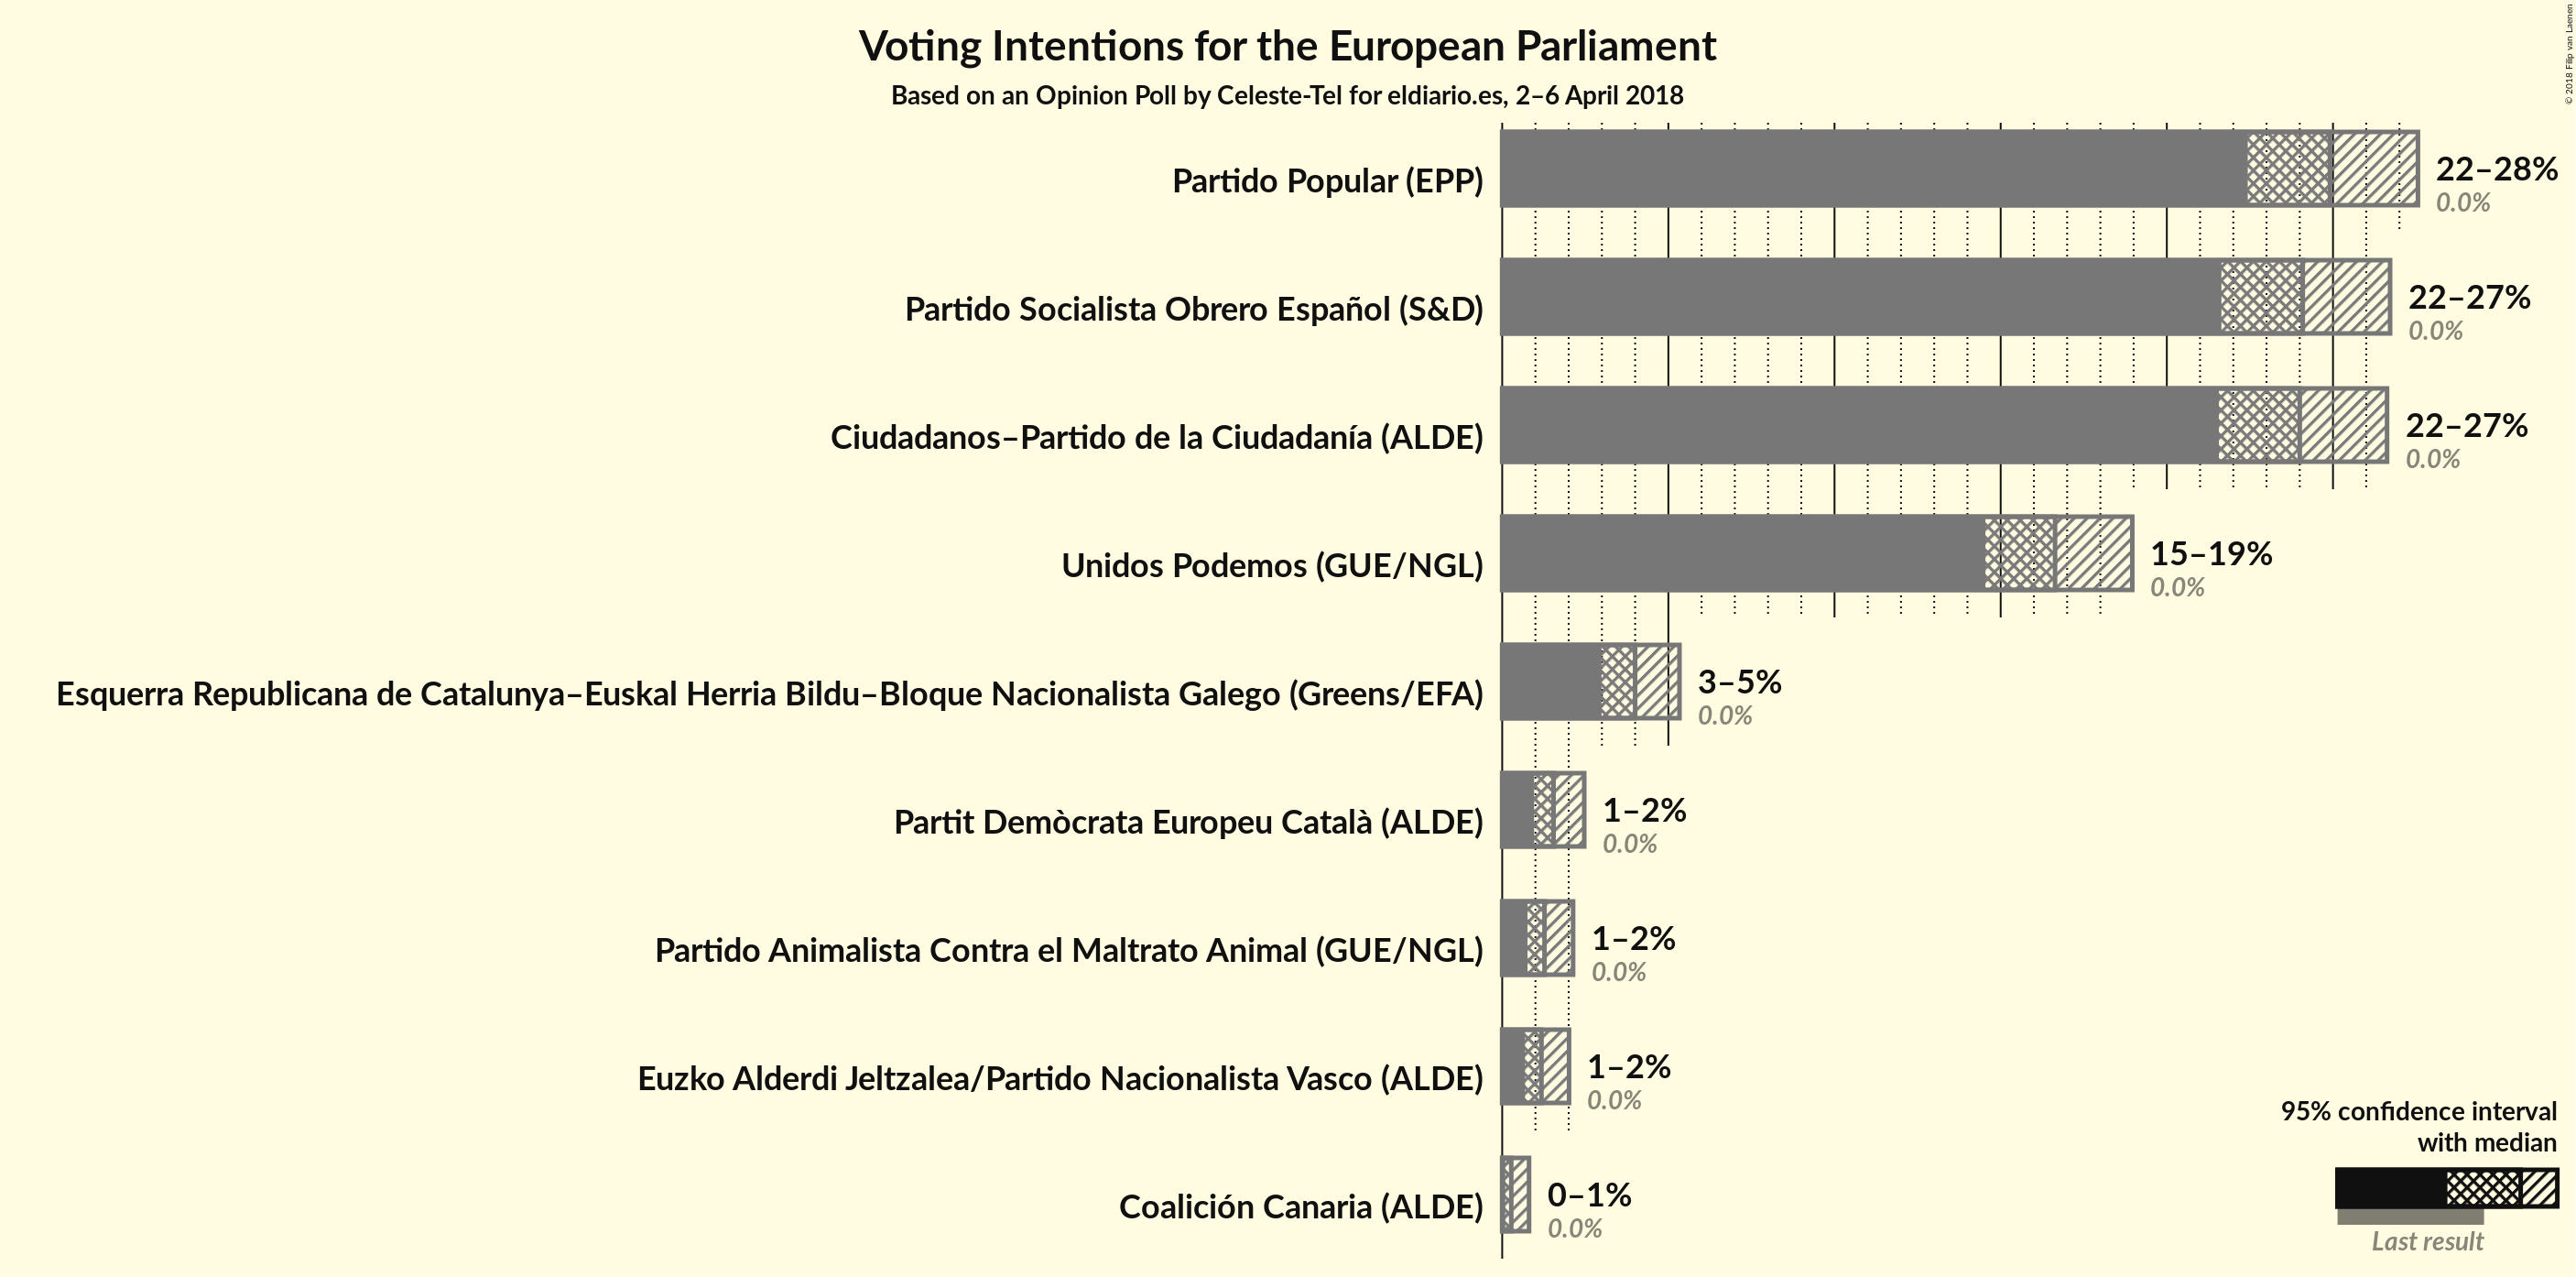 Voting Intentions for the European Parliament
Based on an Opinion Poll by Celeste-Tel for eldiario.es, 2–6 April 2018
© 2018 Filip van Laenen
Partido Popular (EPP)
22–28%
0.0%
Partido Socialista Obrero Español (S&D)
22–27%
0.0%
Ciudadanos–Partido de la Ciudadanía (ALDE)
22–27%
0.0%
Unidos Podemos (GUE/NGL)
15–19%
0.0%
Esquerra Republicana de Catalunya–Euskal Herria Bildu–Bloque Nacionalista Galego (Greens/EFA)
3–5%
0.0%
Partit Demòcrata Europeu Català (ALDE)
1–2%
0.0%
Partido Animalista Contra el Maltrato Animal (GUE/NGL)
1–2%
0.0%
Euzko Alderdi Jeltzalea/Partido Nacionalista Vasco (ALDE)
1–2%
0.0%
Coalición Canaria (ALDE)
0–1%
0.0%
95% confidence interval
with median
Last result